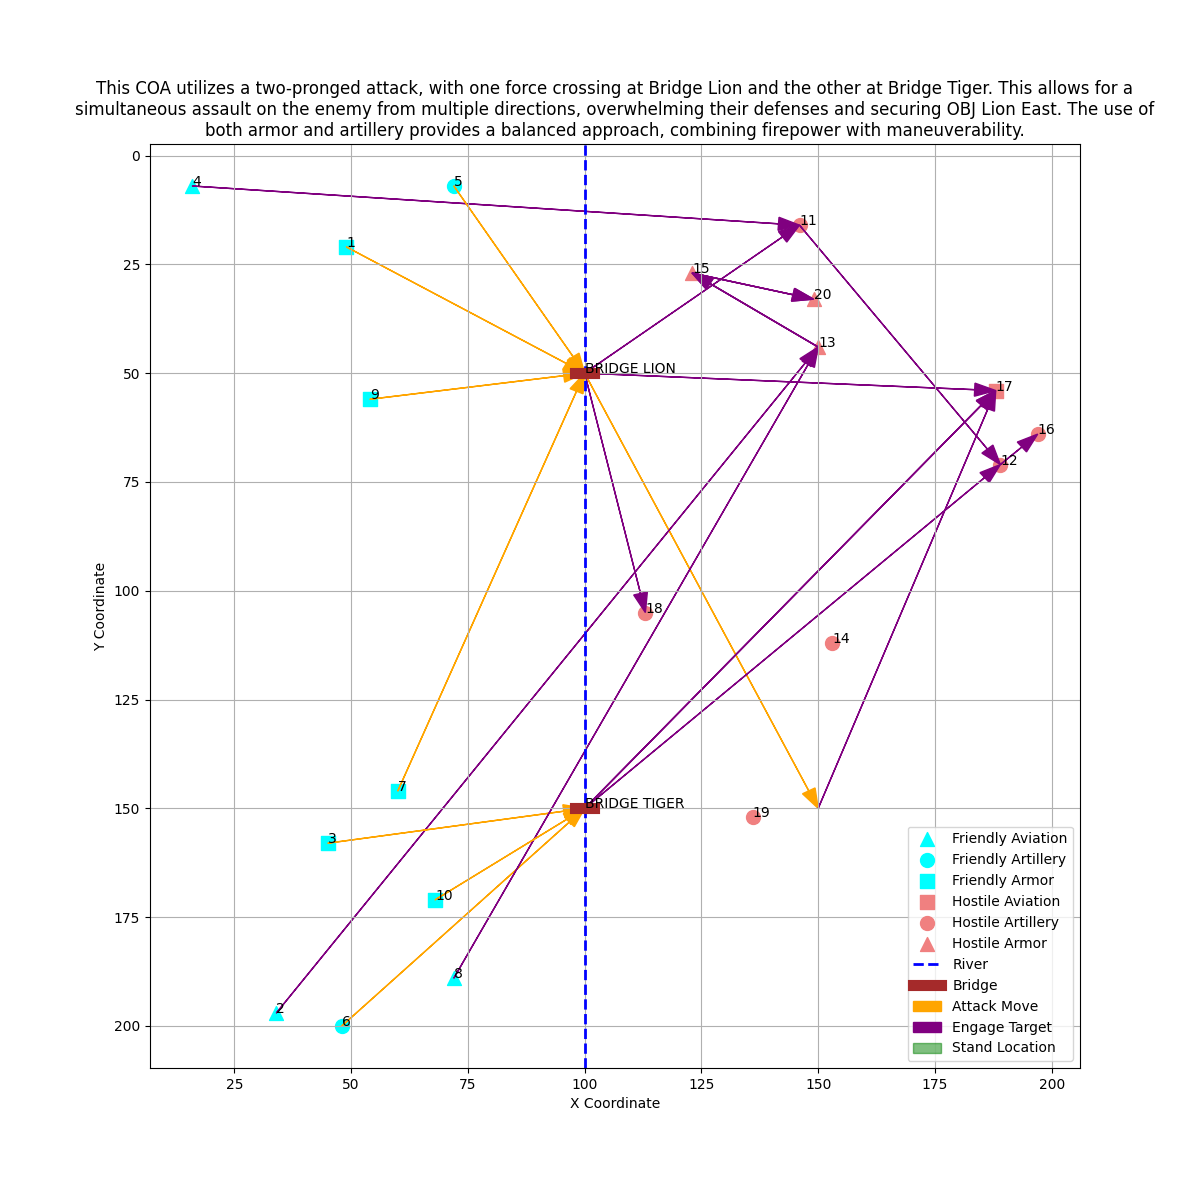 This COA utilizes a two-pronged attack, with one force crossing at Bridge Lion and the other at Bridge Tiger. This allows for a
simultaneous assault on the enemy from multiple directions, overwhelming their defenses and securing OBJ Lion East. The use of
both armor and artillery provides a balanced approach, combining firepower with maneuverability.
0
25
50
75
100
125
150
175
200
Y Coordinate
4
5
1
11
15
20
13
BRIDGE LION
17
9
16
12
18
14
7
BRIDGE TIGER
19
3
10
8
2
6
Friendly Aviation
Friendly Artillery
Friendly Armor
Hostile Aviation
Hostile Artillery
Hostile Armor
River
Bridge
Attack Move
Engage Target
Stand Location
25
50
75
100
125
150
175
200
X Coordinate